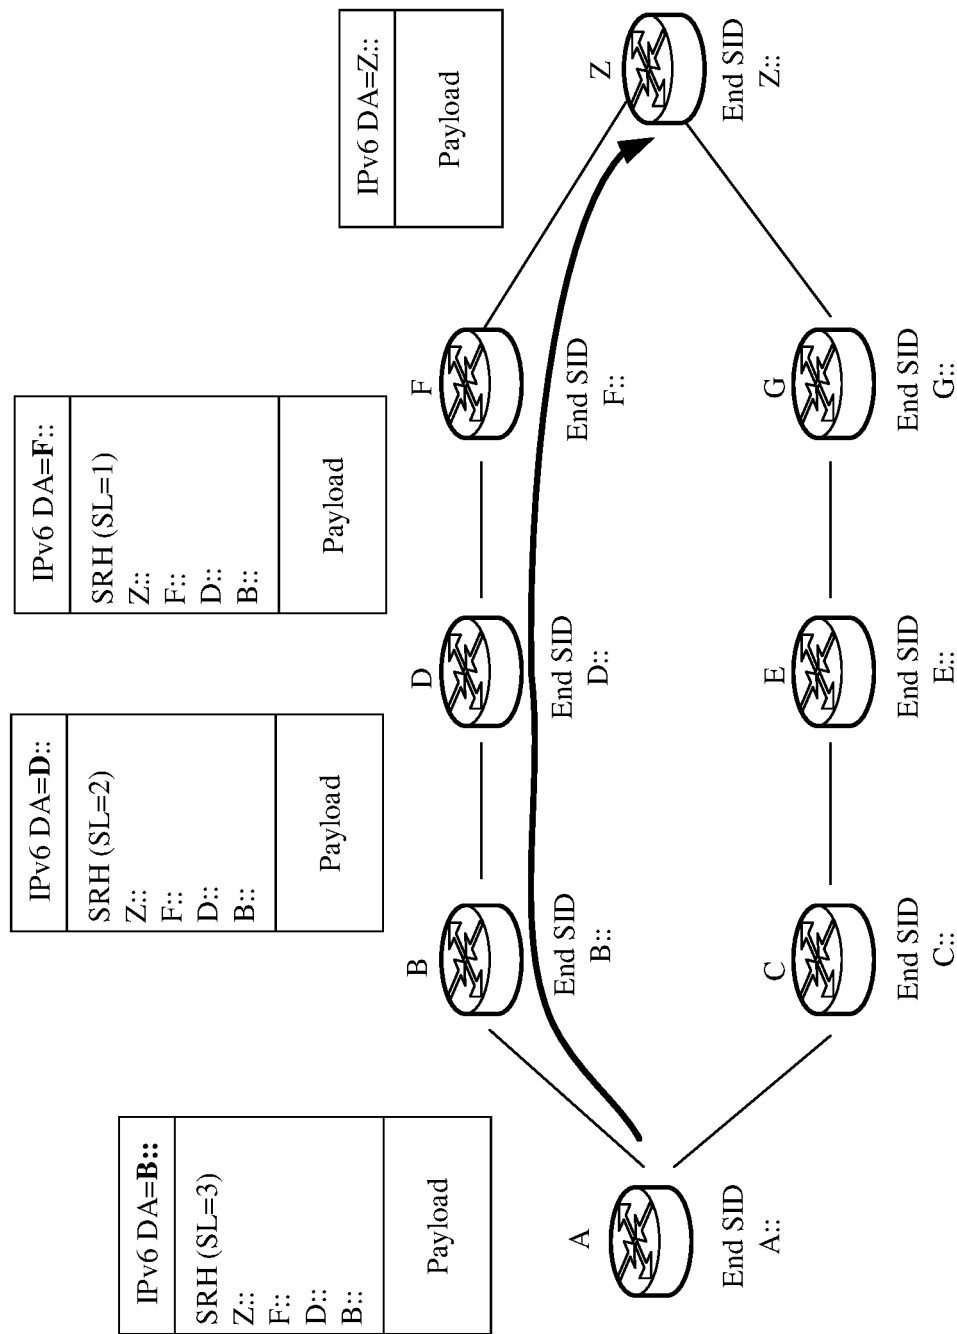 IPv6 DA=B::
SRH (SL=3)
Z::
F::
D::
B::
Payload
IPv6 DA=D::
SRH (SL=2)
Z::
F::
D::
B::
Payload
IPv6 DA=F::
SRH (SL=1)
Z::
F::
D::
B::
Payload
IPv6 DA=Z::
Payload
A
End SID
A::
B
End SID
B::
D
End SID
D::
F
End SID
F::
Z
End SID
Z::
C
End SID
C::
E
End SID
E::
G
End SID
G::